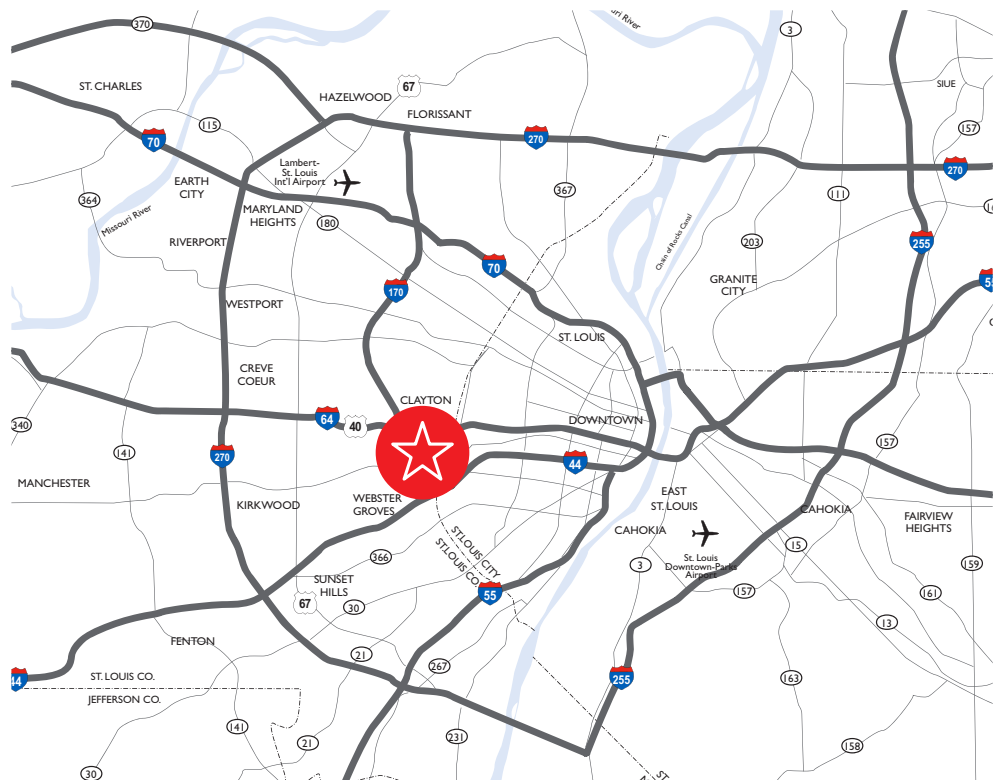 370
uri River
3
ST. CHARLES
67
SIUE
HAZELWOOD
FLORISSANT
115
157
70
270
270
Lambert-
St. Louis
Int'l Airport
EARTH
CITY
364
367
111
MARYLAND
HEIGHTS
Missouri River
180
RIVERPORT
203
255
Chain of Rocks Canal
70
170
GRANITE
CITY
WESTPORT
ST. LOUIS
CREVE
COEUR
CLAYTON
64
40
DOWNTOWN
340
141
270
44
157
MANCHESTER
KIRKWOOD
WEBSTER
GROVES
EAST
ST. LOUIS
CAHOKIA
CAHOKIA
FAIRVIEW
HEIGHTS
ST.LOUIS CITY
ST.LOUIS CO.
366
15
St. Louis
Downtown-Parks
Airport
3
159
SUNSET
HILLS
67
30
55
157
161
13
FENTON
21
267
ST. LOUIS CO.
JEFFERSON CO.
44
255
163
141
21
231
158
30
ST.